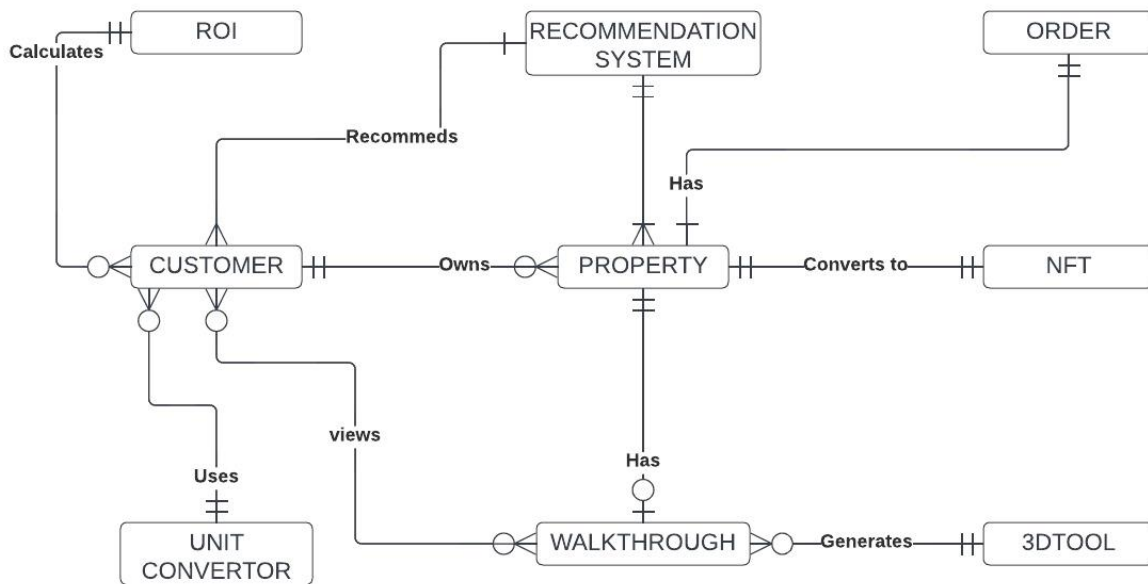 ROI
RECOMMENDATION
SYSTEM
ORDER
Calculates
Recommeds
Has
CUSTOMER
Owns
PROPERTY
Converts to
NFT
views
Has
Uses
UNIT
CONVERTOR
WALKTHROUGH
Generates
3DTOOL